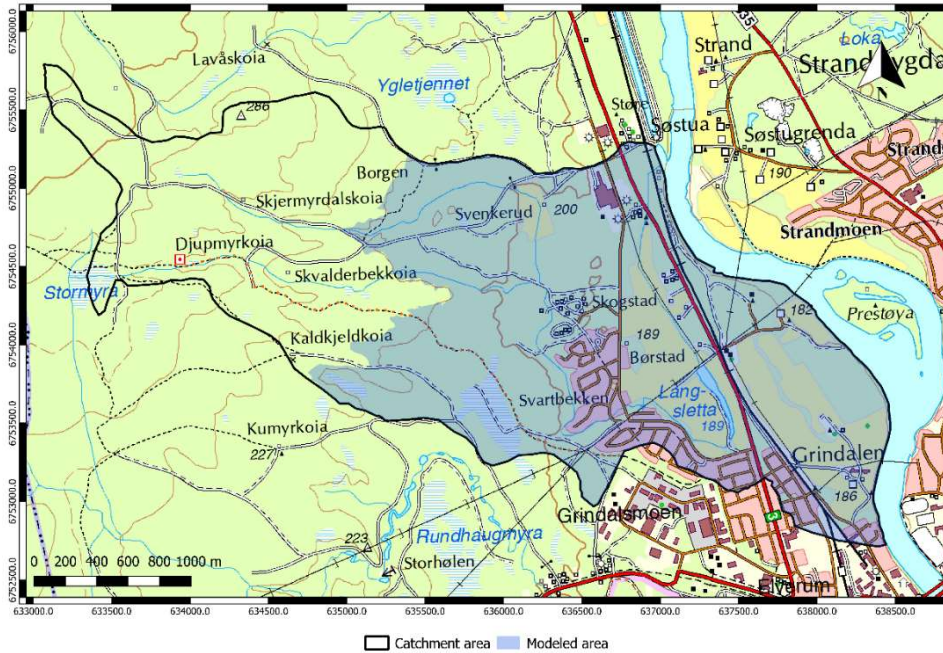 6756000.0
Lavåskoia
Ygletjennet
286
6755500.0
Støre
Søstua
Strand
35
Loka
Strandbygda
N
Søstugrenda
Strands
190
Strandmoen
6755000.0
Borgen
Skjermyrdalskoia
Svenkerud
200
Djupmyrkoia
6754500.0
Stormyra
Skvalderbekkoia
Skogstad
182
Prestøya
6754000.0
Kaldkjeldkoia
189
Børstad
Svartbekken
Lang-
sletta
189
6753500.0
Kumyrkoia
227
Grindalen
186
6753000.0
Grindalsmoen
3
223
Rundhaugmyra
Storhølen
Elverum
0 200 400 600 800 1000 m
6752500.0
633000.0 633500.0 634000.0 634500.0 635000.0 635500.0 636000.0 636500.0 637000.0 637500.0 638000.0 638500.0
Catchment area Modeled area